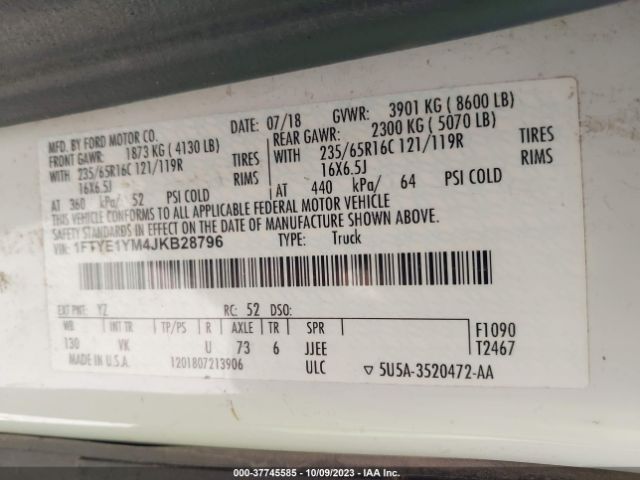 MFD. BY FORD MOTOR CO. DATE: 07/18 GVWR: 3901 KG ( 8600 LB)
FRONT GAWR: 1873 KG ( 4130 LB) REAR GAWR: 2300 KG ( 5070 LB)
WITH 235/65R16C 121/119R TIRES WITH 235/65R16C 121/119R TIRES
16X6.5J RIMS 16X6.5J RIMS
AT 360 kPa/ 52 PSI COLD AT 440 kPa/ 64 PSI COLD
THIS VEHICLE CONFORMS TO ALL APPLICABLE FEDERAL MOTOR VEHICLE
SAFETY STANDARDS IN EFFECT ON THE DATE OF MANUFACTURE SHOWN ABOVE.
VIN: 1FTYE1YM4JKB28796 TYPE: Truck
EXT PNT: YZ RC: 52 DSO:
WB INT TR TP/PS R AXLE TR SPR F1090
130 VK U 73 6 JJEE T2467
MADE IN U.S.A. 1201807213906 ULC ▽ 5U5A-3520472-AA
000-37745585 - 10/09/2023 - IAA Inc.